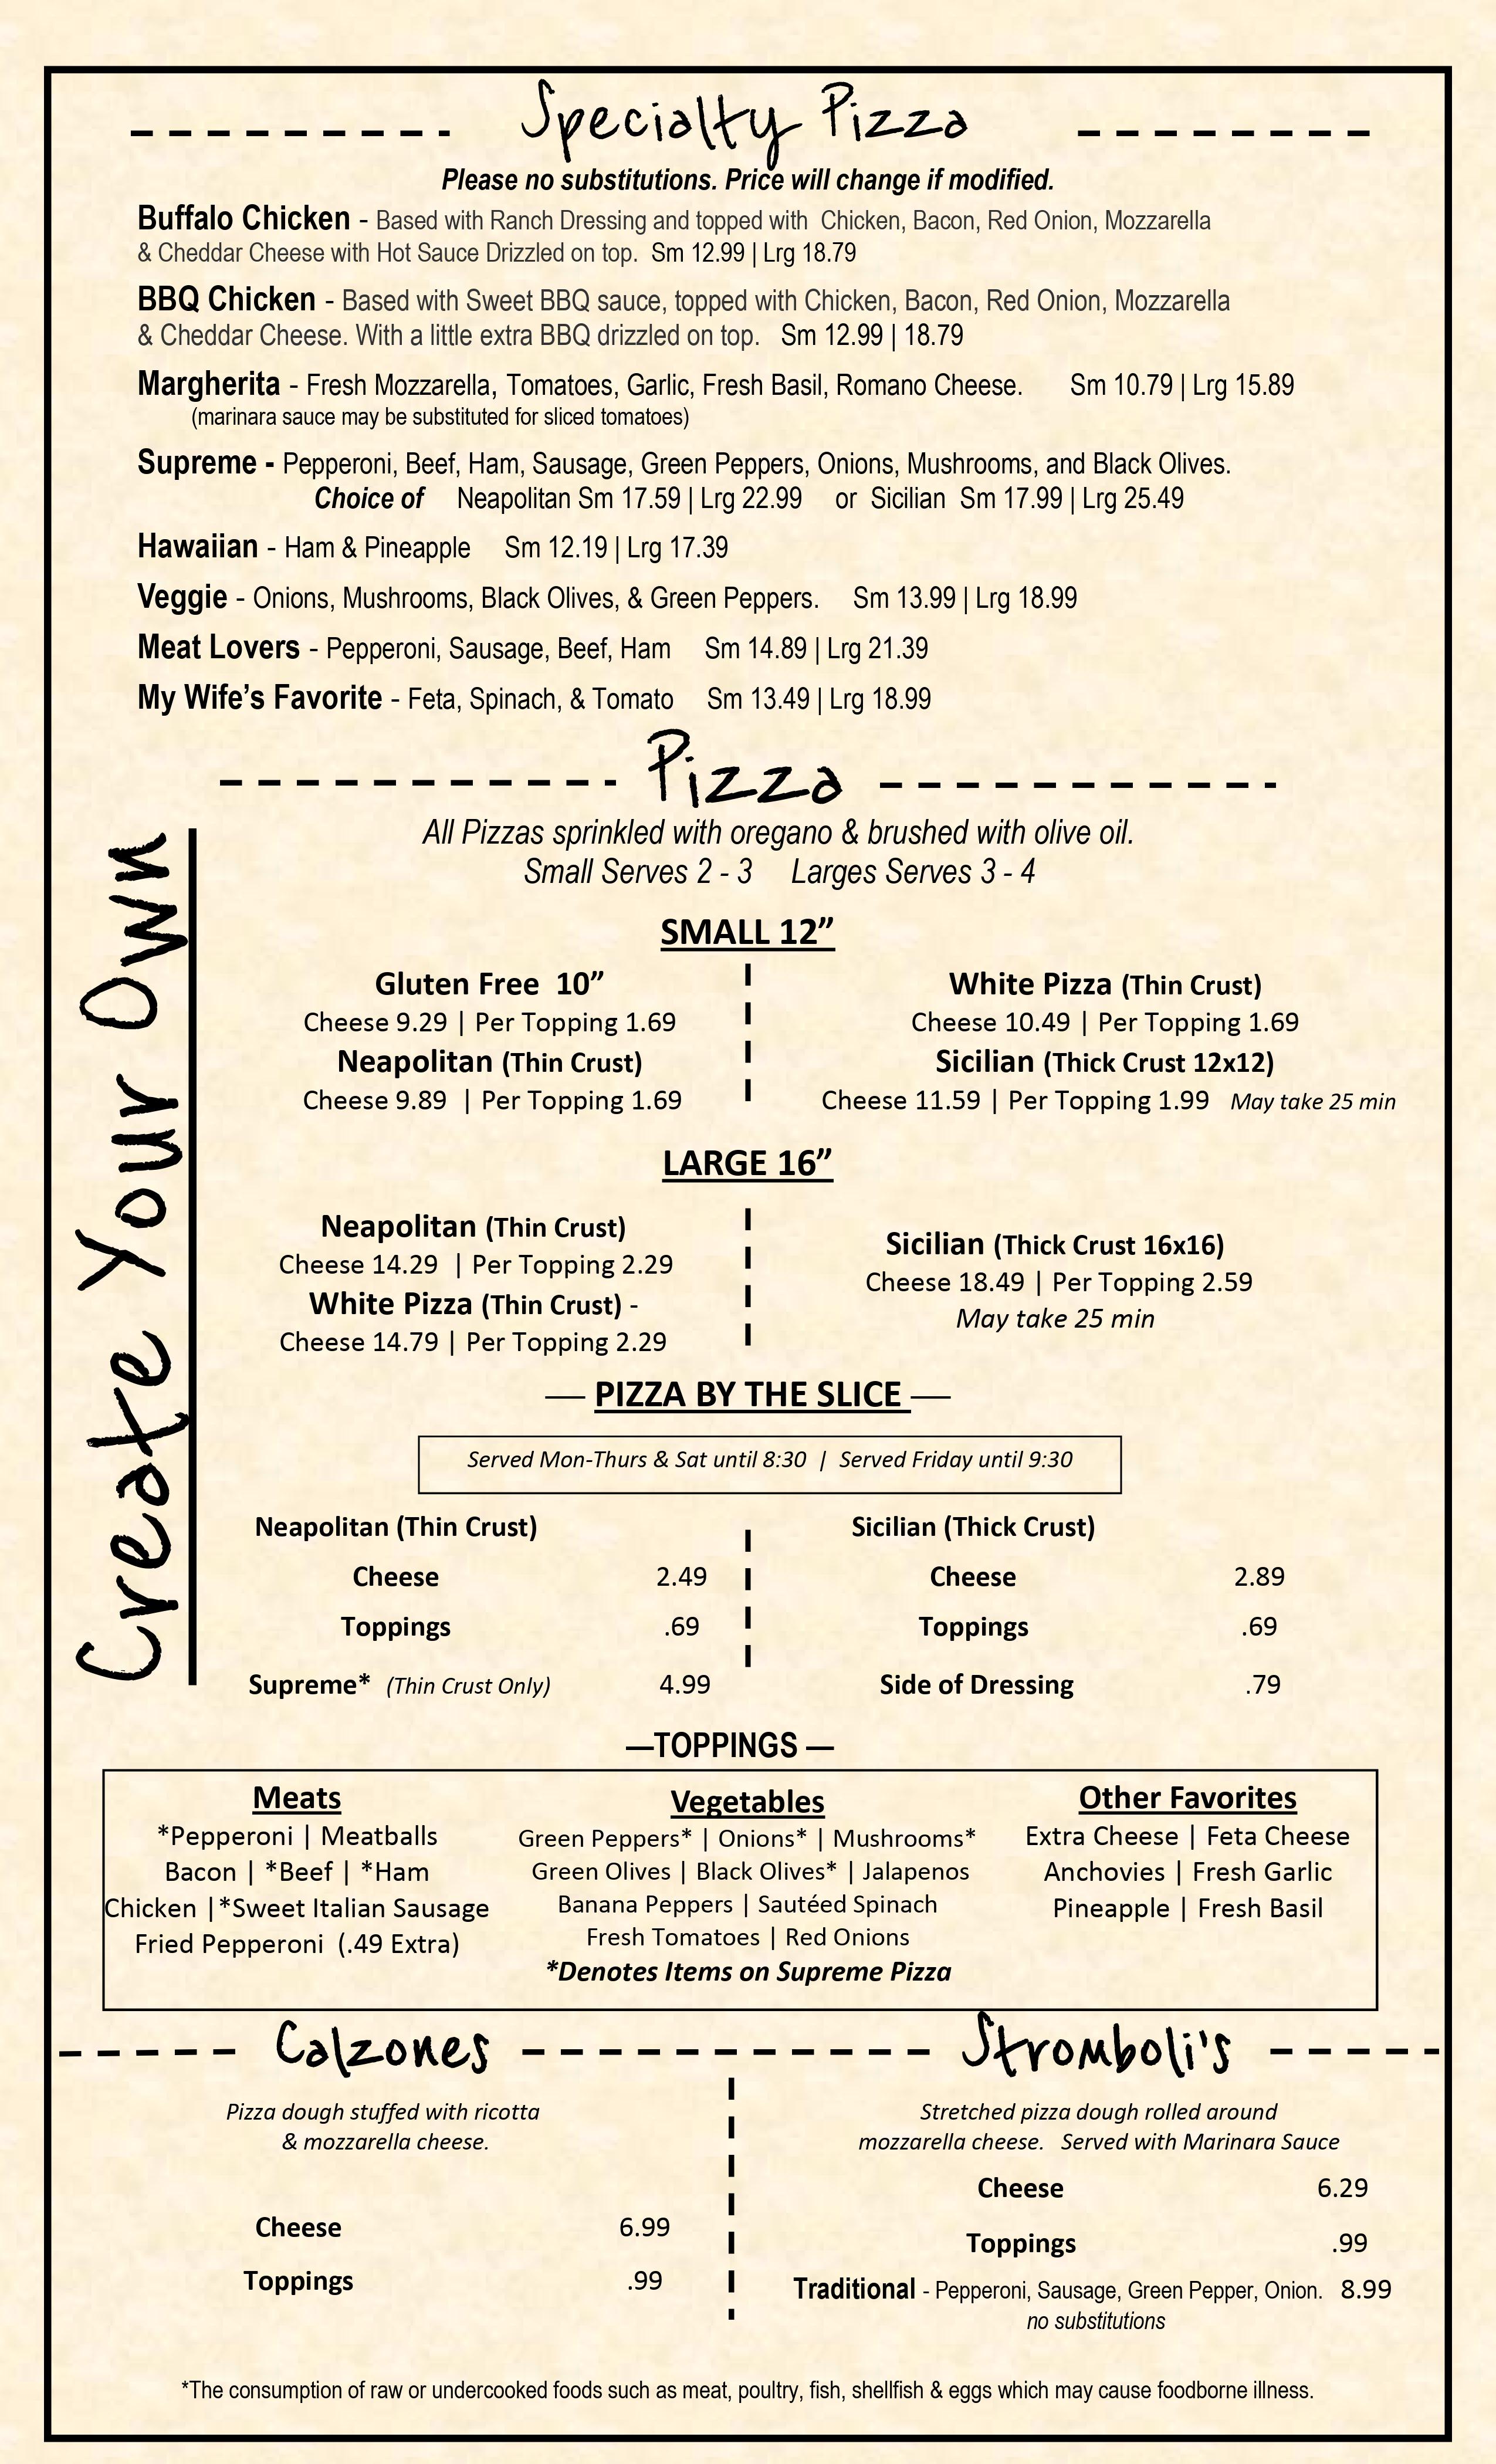 Specialty Pizza
Please no substitutions. Price will change if modified.
Buffalo Chicken - Based with Ranch Dressing and topped with Chicken, Bacon, Red Onion, Mozzarella
& Cheddar Cheese with Hot Sauce Drizzled on top. Sm 12.99 | Lrg 18.79
BBQ Chicken - Based with Sweet BBQ sauce, topped with Chicken, Bacon, Red Onion, Mozzarella
& Cheddar Cheese. With a little extra BBQ drizzled on top. Sm 12.99 | 18.79
Margherita - Fresh Mozzarella, Tomatoes, Garlic, Fresh Basil, Romano Cheese. Sm 10.79 | Lrg 15.89
(marinara sauce may be substituted for sliced tomatoes)
Supreme - Pepperoni, Beef, Ham, Sausage, Green Peppers, Onions, Mushrooms, and Black Olives.
Choice of Neapolitan Sm 17.59 | Lrg 22.99 or Sicilian Sm 17.99 | Lrg 25.49
Hawaiian - Ham & Pineapple Sm 12.19 | Lrg 17.39
Veggie - Onions, Mushrooms, Black Olives, & Green Peppers. Sm 13.99 | Lrg 18.99
Meat Lovers - Pepperoni, Sausage, Beef, Ham Sm 14.89 | Lrg 21.39
My Wife’s Favorite - Feta, Spinach, & Tomato Sm 13.49 | Lrg 18.99
Pizza
Create Your Own
All Pizzas sprinkled with oregano & brushed with olive oil.
Small Serves 2 - 3 Larges Serves 3 - 4
SMALL 12”
Gluten Free 10”
Cheese 9.29 | Per Topping 1.69
Neapolitan (Thin Crust)
Cheese 9.89 | Per Topping 1.69
White Pizza (Thin Crust)
Cheese 10.49 | Per Topping 1.69
Sicilian (Thick Crust 12x12)
Cheese 11.59 | Per Topping 1.99 May take 25 min
LARGE 16”
Neapolitan (Thin Crust)
Cheese 14.29 | Per Topping 2.29
White Pizza (Thin Crust) -
Cheese 14.79 | Per Topping 2.29
Sicilian (Thick Crust 16x16)
Cheese 18.49 | Per Topping 2.59
May take 25 min
— PIZZA BY THE SLICE —
Served Mon-Thurs & Sat until 8:30 | Served Friday until 9:30
Neapolitan (Thin Crust)
Cheese 2.49
Toppings .69
Supreme* (Thin Crust Only) 4.99
Sicilian (Thick Crust)
Cheese 2.89
Toppings .69
Side of Dressing .79
—TOPPINGS —
Meats
*Pepperoni | Meatballs
Bacon | *Beef | *Ham
Chicken |*Sweet Italian Sausage
Fried Pepperoni (.49 Extra)
Vegetables
Green Peppers* | Onions* | Mushrooms*
Green Olives | Black Olives* | Jalapenos
Banana Peppers | Sautéed Spinach
Fresh Tomatoes | Red Onions
*Denotes Items on Supreme Pizza
Other Favorites
Extra Cheese | Feta Cheese
Anchovies | Fresh Garlic
Pineapple | Fresh Basil
Calzones
Pizza dough stuffed with ricotta
& mozzarella cheese.
Cheese 6.99
Toppings .99
Stromboli's
Stretched pizza dough rolled around
mozzarella cheese. Served with Marinara Sauce
Cheese 6.29
Toppings .99
Traditional - Pepperoni, Sausage, Green Pepper, Onion. 8.99
no substitutions
*The consumption of raw or undercooked foods such as meat, poultry, fish, shellfish & eggs which may cause foodborne illness.